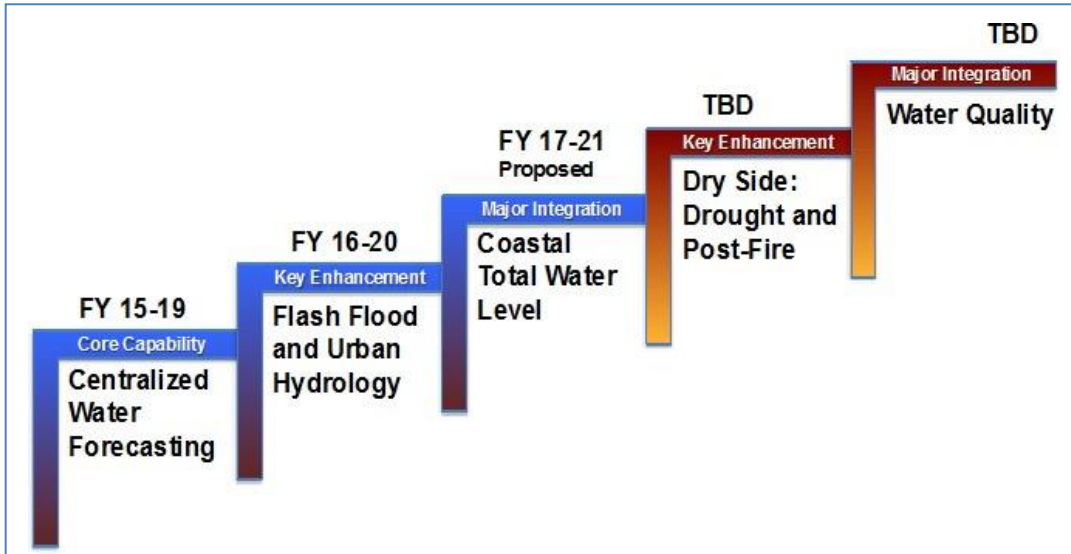 FY 15-19
Core Capability
Centralized
Water
Forecasting
FY 16-20
Key Enhancement
Flash Flood
and Urban
Hydrology
FY 17-21
Proposed
Major Integration
Coastal
Total Water
Level
TBD
Key Enhancement
Dry Side:
Drought and
Post-Fire
TBD
Major Integration
Water Quality